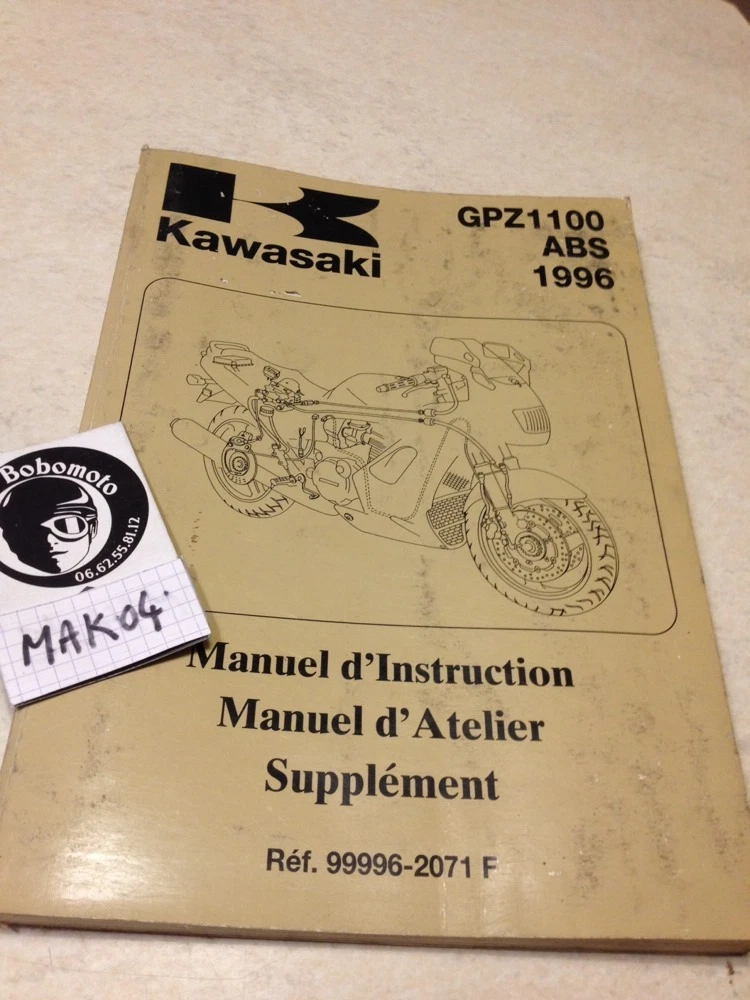 Kawasaki
GPZ1100
ABS
1996
Bobomoto
06.62.55.81.12
MAK04
Manuel d'Instruction
Manuel d'Atelier
Supplément
Réf. 99996-2071 F